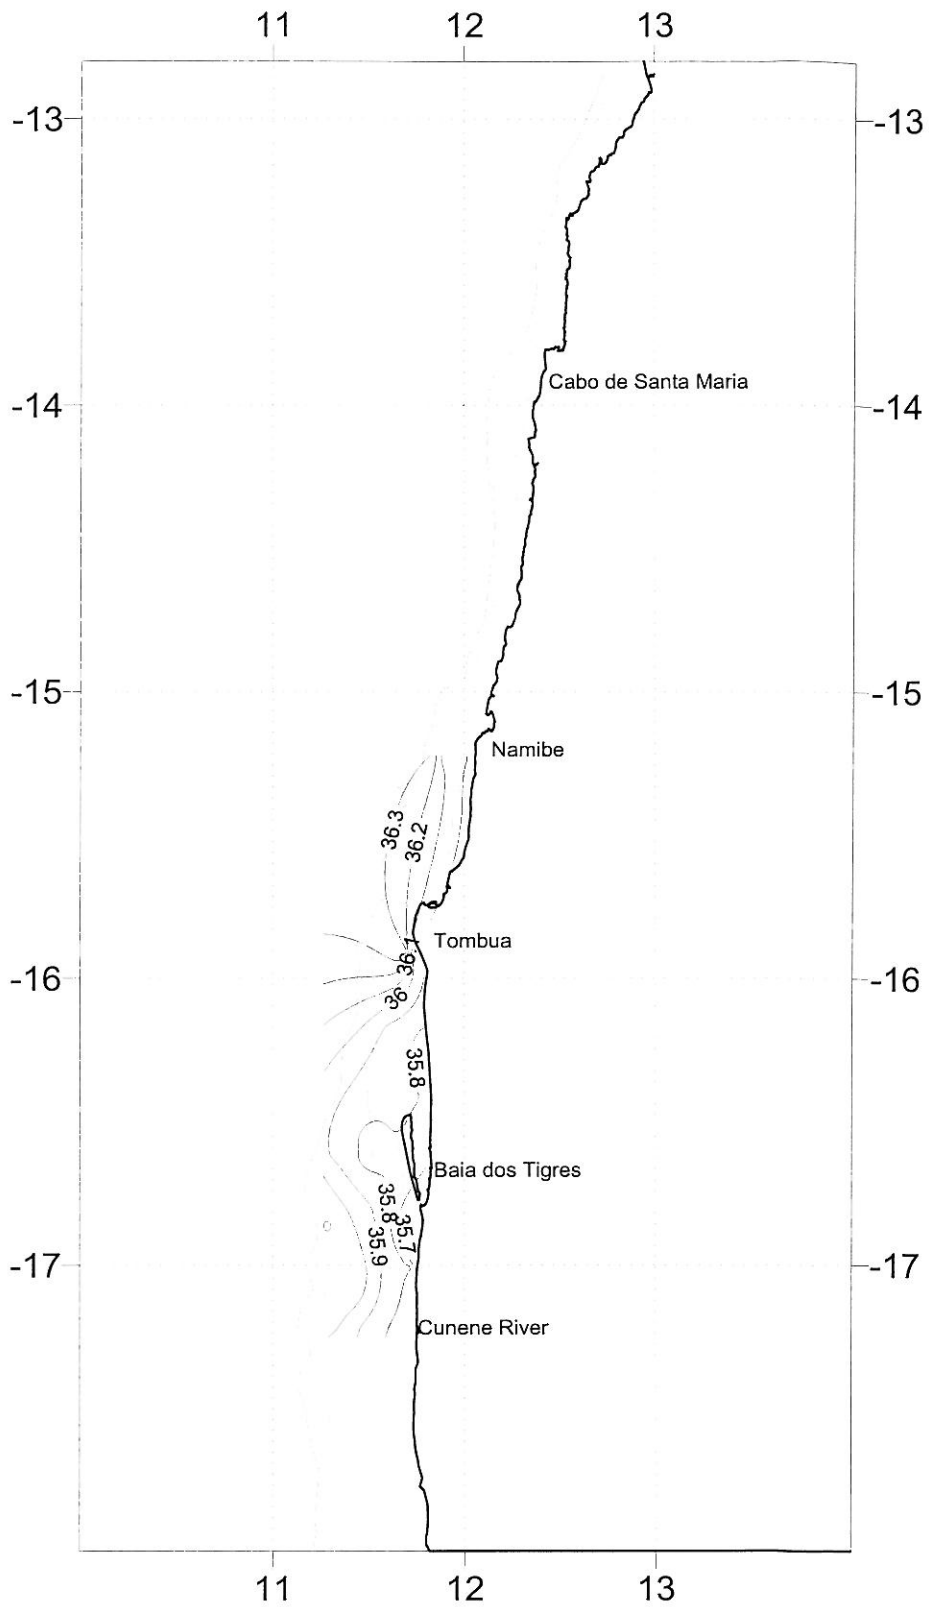 11 12 13
-13 -13
Cabo de Santa Maria
-14 -14
-15 -15
Namibe
36.3
36.2
Tombua
36.1
-16 -16
36
35.8
Baia dos Tigres
35.8
35.7
35.9
-17 -17
Cunene River
11 12 13